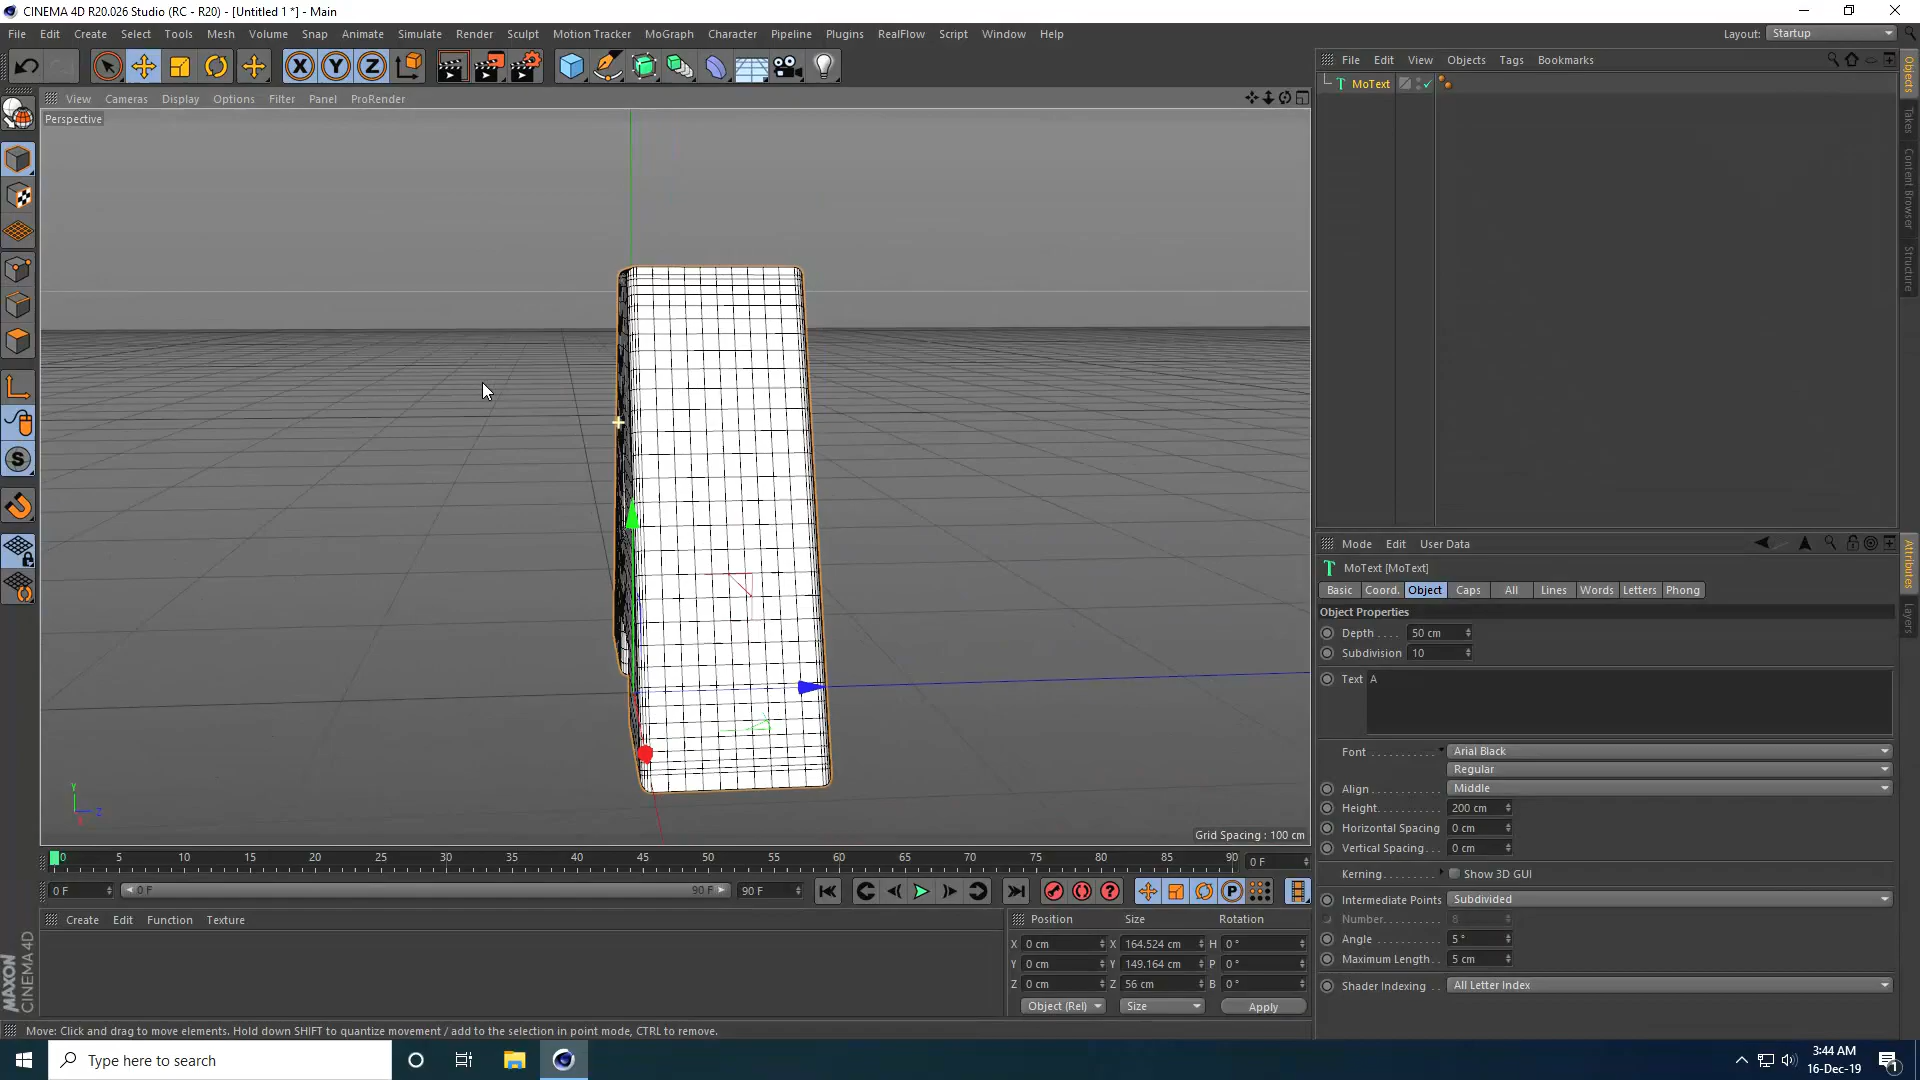 CINEMA 4D R20.026 Studio (RC - R20) - [Untitled 1 *] - Main
File Edit Create Select Tools Mesh Volume Snap Animate Simulate Render Sculpt Motion Tracker MoGraph Character Pipeline Plugins RealFlow Script Window Help Layout: Startup
X Y Z
File Edit View Objects Tags Bookmarks
MoText
View Cameras Display Options Filter Panel ProRender
Perspective
Objects
Takes
Content Browser
Structure
Mode Edit User Data
MoText [MoText]
Basic Coord. Object Caps All Lines Words Letters Phong
Object Properties
Depth . . . . 50 cm
Subdivision 10
Text A
Font Arial Black
Regular
Align Middle
Height 200 cm
Horizontal Spacing 0 cm
Vertical Spacing 0 cm
Kerning Show 3D GUI
Intermediate Points Subdivided
Number 8
Angle 5 °
Maximum Length 5 cm
Shader Indexing All Letter Index
Attributes
Layers
Y
Z
Grid Spacing : 100 cm
0 5 10 15 20 25 30 35 40 45 50 55 60 65 70 75 80 85 90 0 F
0 F 0 F 90 F 90 F
Create Edit Function Texture
Position Size Rotation
X 0 cm X 164.524 cm H 0 °
Y 0 cm Y 149.164 cm P 0 °
Z 0 cm Z 56 cm B 0 °
Object (Rel) Size Apply
MAXON
CINEMA 4D
Move: Click and drag to move elements. Hold down SHIFT to quantize movement / add to the selection in point mode, CTRL to remove.
Type here to search
3:44 AM
16-Dec-19
1